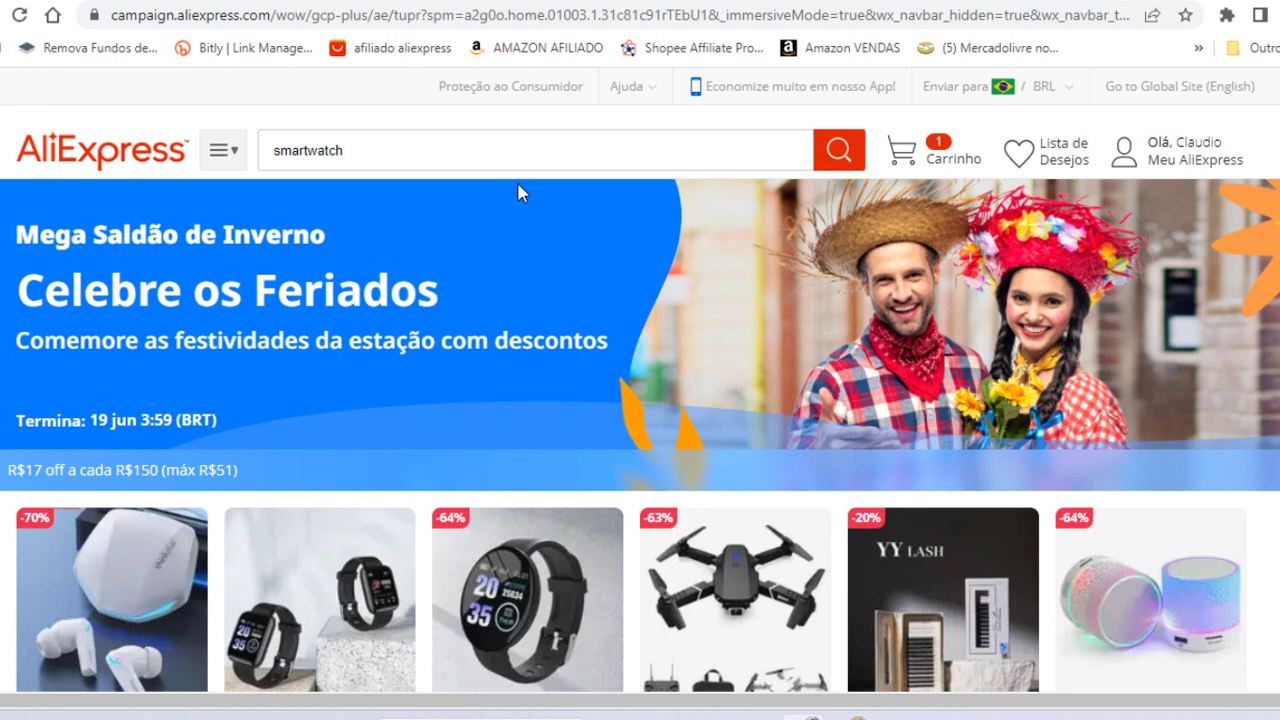 campaign.aliexpress.com/wow/gcp-plus/ae/tupr?spm=a2g0o.home.01003.1.31c81c91rTEbU1&_immersiveMode=true&wx_navbar_hidden=true&wx_navbar_t...
Remova Fundos de... Bitly | Link Manage... afiliado aliexpress AMAZON AFILIADO Shopee Affiliate Pro... Amazon VENDAS (5) Mercadolivre no... » Outro
Proteção ao Consumidor Ajuda Economize muito em nosso App! Enviar para / BRL Go to Global Site (English)
AliExpress smartwatch 1 Carrinho Lista de Desejos Olá, Claudio Meu AliExpress
Mega Saldão de Inverno
Celebre os Feriados
Comemore as festividades da estação com descontos
Termina: 19 jun 3:59 (BRT)
R$17 off a cada R$150 (máx R$51)
-70% -64% -63% -20% -64%
YY LASH
20
35
20 25634
35